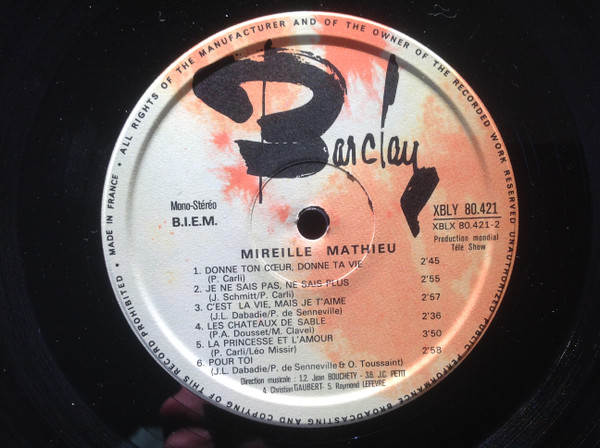 ALL RIGHTS OF THE MANUFACTURER AND OF THE OWNER OF THE RECORDED WORK RESERVED UNAUTHORIZED PUBLIC PERFORMANCE BROADCASTING AND COPYING OF THIS RECORD PROHIBITED • MADE IN FRANCE •
Barclay
Mono-Stéréo
B.I.E.M.
XBLY 80.421
XBLX 80.421-2
Production mondial
Télé Show
MIREILLE MATHIEU
1. DONNE TON CŒUR, DONNE TA VIE 2'45
(P. Carli)
2. JE NE SAIS PAS, NE SAIS PLUS 2'55
(J. Schmitt/P. Carli)
3. C'EST LA VIE, MAIS JE T'AIME 2'57
(J.L. Dabadie/P. de Senneville)
4. LES CHATEAUX DE SABLE 2'36
(P.A. Dousset/M. Clavel)
5. LA PRINCESSE ET L'AMOUR 3'50
(P. Carli/Léo Missir)
6. POUR TOI 2'58
(J.L. Dabadie/P. de Senneville & O. Toussaint)
Direction musicale : 1.2. Jean BOUCHETY - 3.6. J.C. PETIT
4. Christian GAUBERT - 5. Raymond LEFEVRE